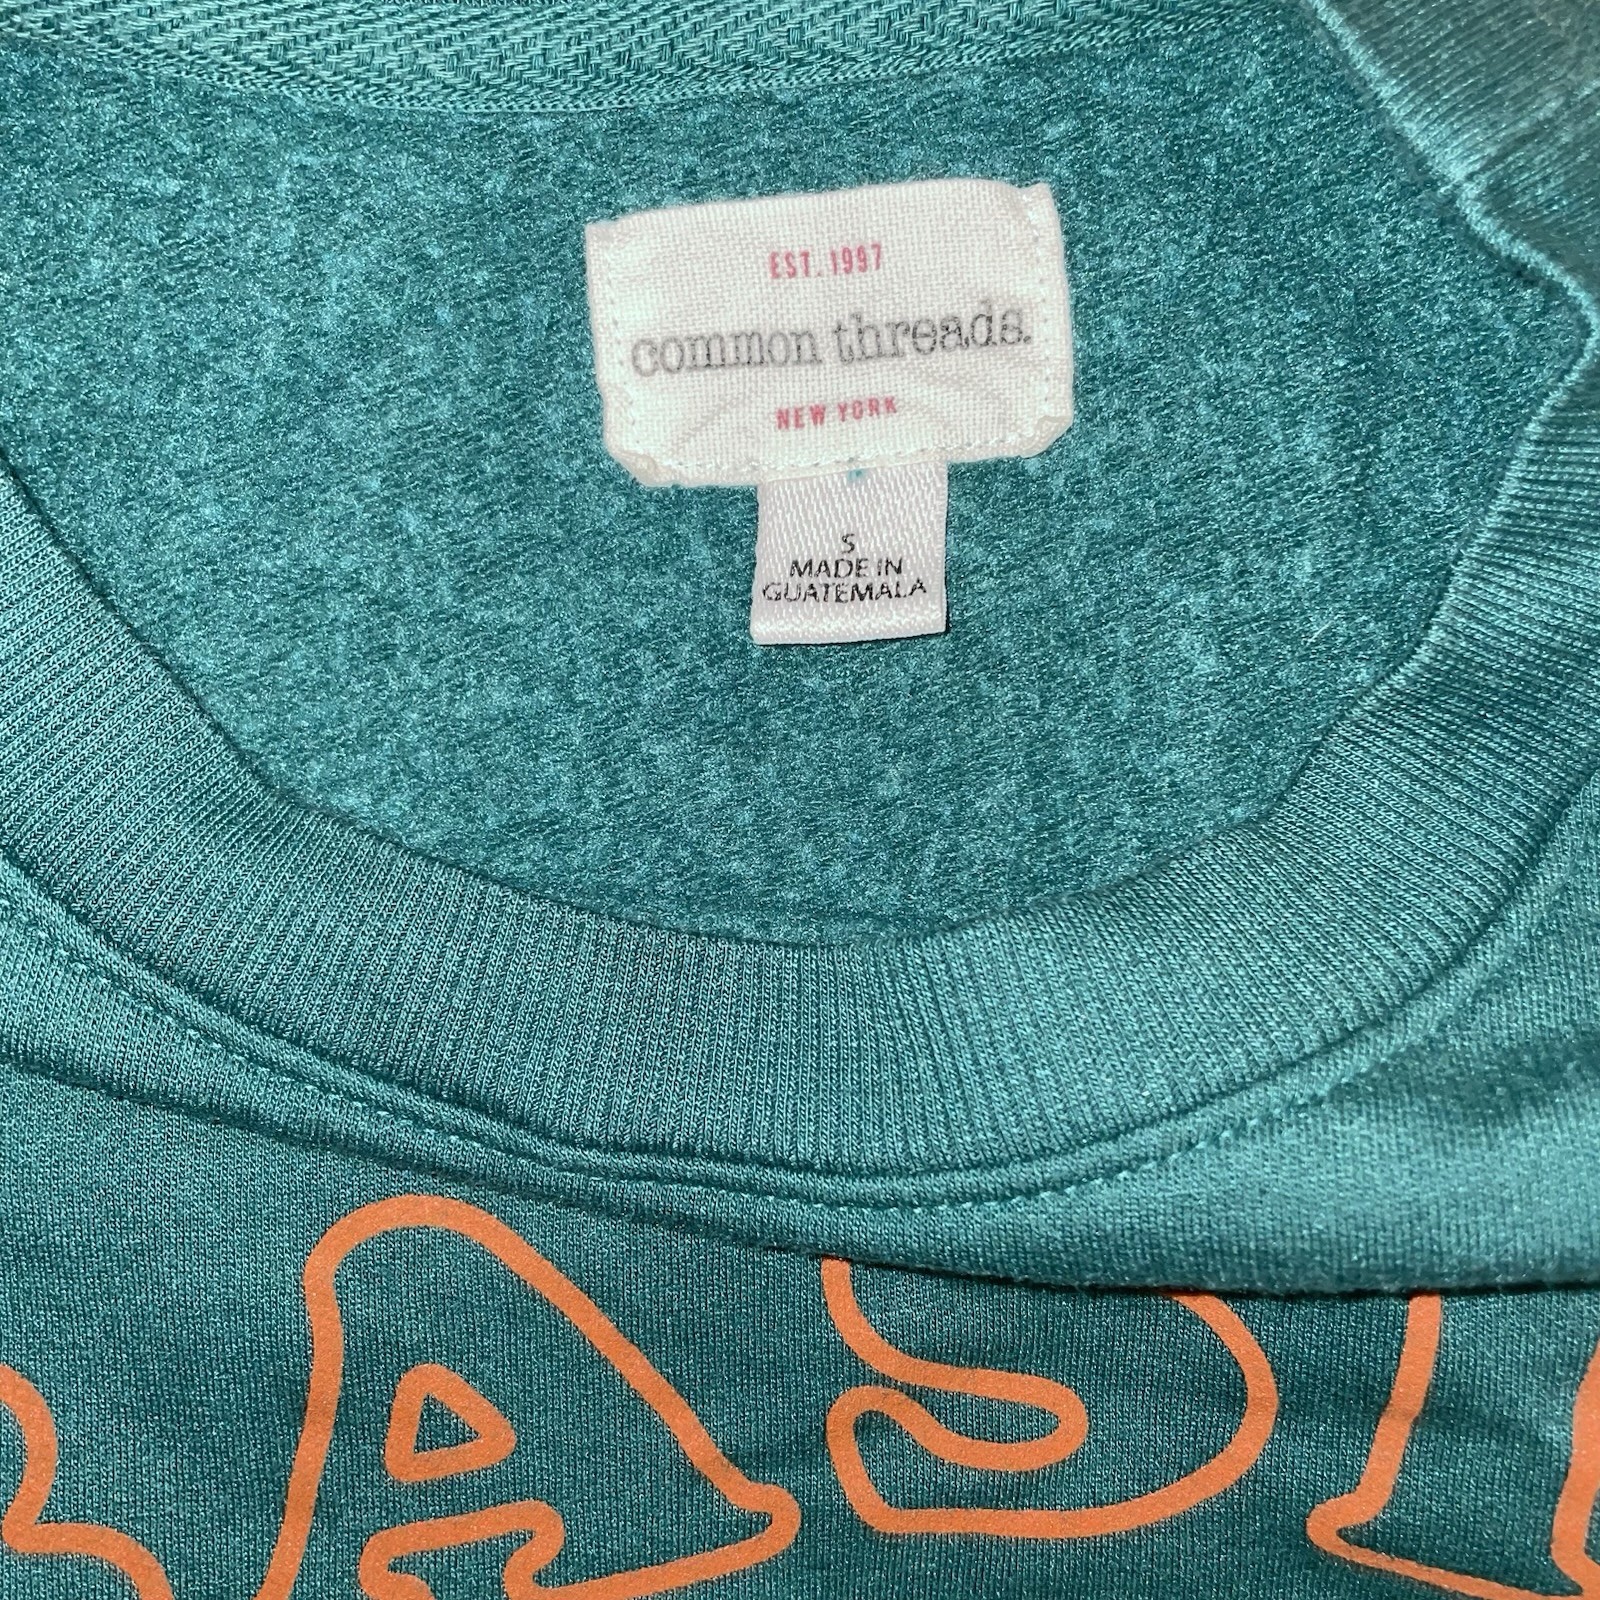 EST. 1997
common threads.
NEW YORK
S
MADE IN
GUATEMALA